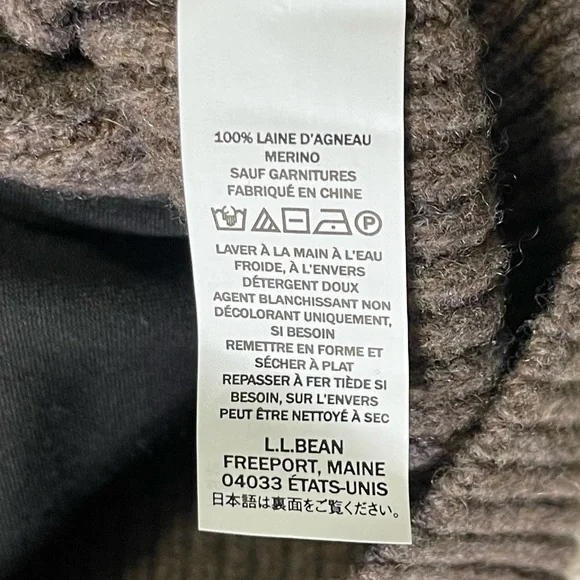 100% LAINE D'AGNEAU
MERINO
SAUF GARNITURES
FABRIQUÉ EN CHINE
P
LAVER À LA MAIN À L'EAU
FROIDE, À L'ENVERS
DÉTERGENT DOUX
AGENT BLANCHISSANT NON
DÉCOLORANT UNIQUEMENT,
SI BESOIN
REMETTRE EN FORME ET
SÉCHER À PLAT
REPASSER À FER TIÈDE SI
BESOIN, SUR L'ENVERS
PEUT ÊTRE NETTOYÉ À SEC
L.L.BEAN
FREEPORT, MAINE
04033 ÉTATS-UNIS
日本語は裏面をご覧ください。